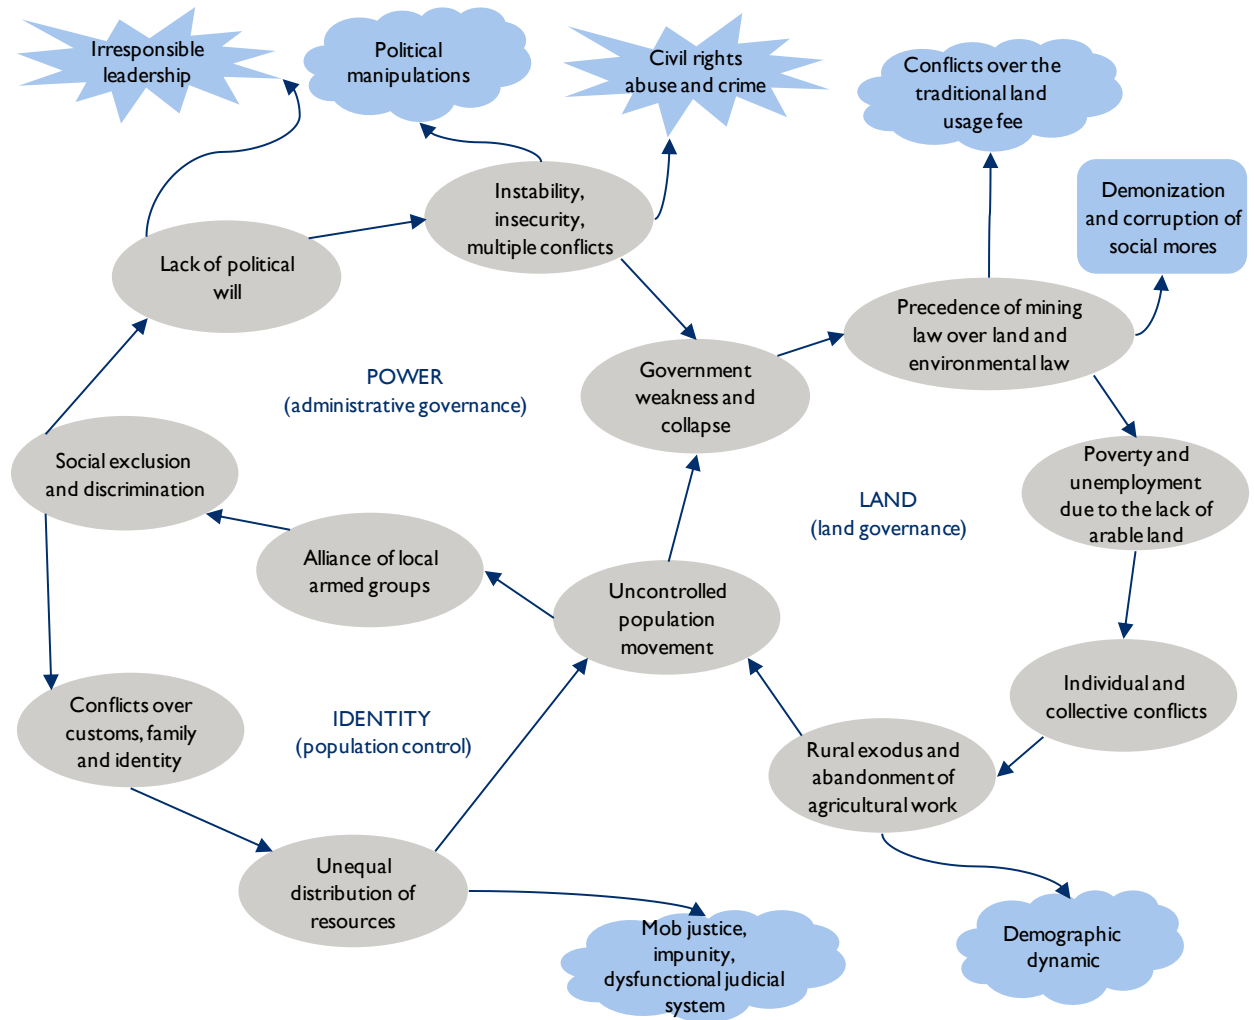 Irresponsible
leadership
Political
manipulations
Civil rights
abuse and crime
Conflicts over the
traditional land
usage fee
Demonization
and corruption of
social mores
Instability,
insecurity,
multiple conflicts
Lack of political
will
Precedence of mining
law over land and
environmental law
Government
weakness and
collapse
POWER
(administrative governance)
Social exclusion
and discrimination
Poverty and
unemployment
due to the lack of
arable land
LAND
(land governance)
Alliance of local
armed groups
Uncontrolled
population
movement
Individual and
collective conflicts
Conflicts over
customs, family
and identity
IDENTITY
(population control)
Rural exodus and
abandonment of
agricultural work
Unequal
distribution of
resources
Mob justice,
impunity,
dysfunctional judicial
system
Demographic
dynamic